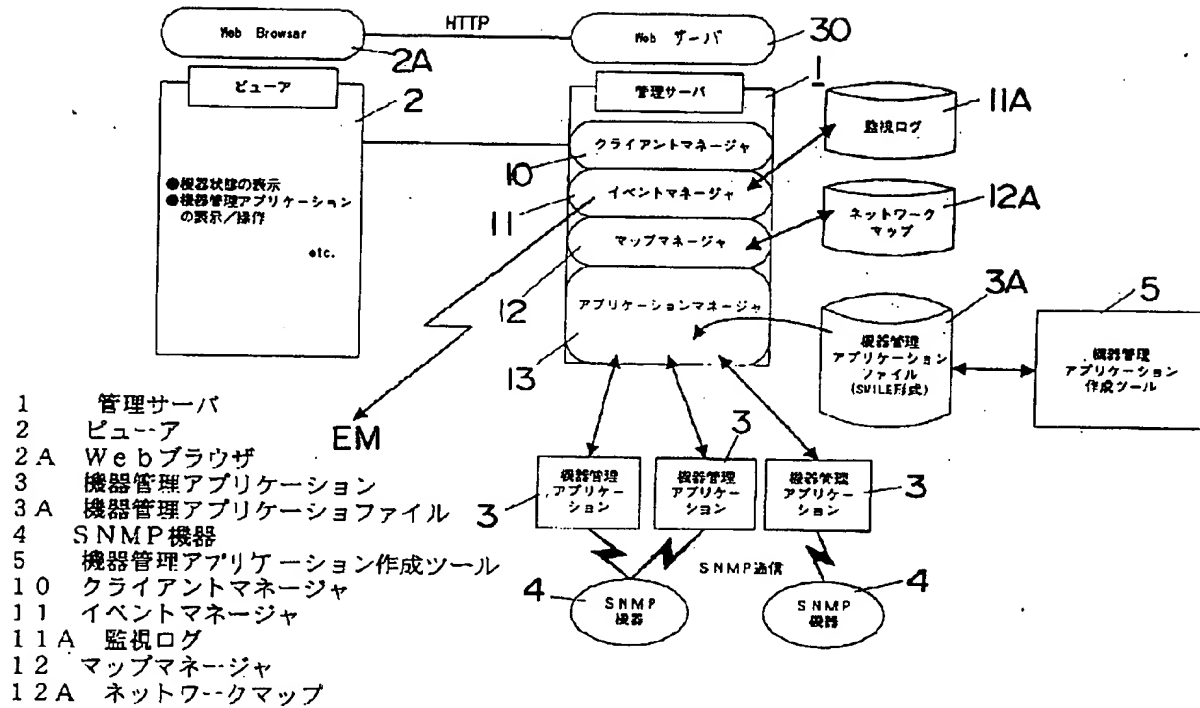 HTTP
Web Browsar
Web サーバ
30
2A
ビューア
2
管理サーバ
1
11A
監視ログ
クライアントマネージャ
10
●機器状態の表示
●機器管理アプリケーション
の表示/操作
etc.
イベントマネージャ
11
12A
ネットワーク
マップ
マップマネージャ
12
3A
5
アプリケーションマネージャ
13
機器管理
アプリケーション
ファイル
(SMILE形式)
機器管理
アプリケーション
作成ツール
EM
3
機器管理
アプリケー
ション
3
機器管理
アプリケー
ション
機器管理
アプリケー
ション
3
SNMP通信
4
SNMP
機器
SNMP
機器
4
1 管理サーバ
2 ビューア
2A Webブラウザ
3 機器管理アプリケーション
3A 機器管理アプリケーショファイル
4 SNMP機器
5 機器管理アプリケーション作成ツール
10 クライアントマネージャ
11 イベントマネージャ
11A 監視ログ
12 マップマネージャ
12A ネットワークマップ